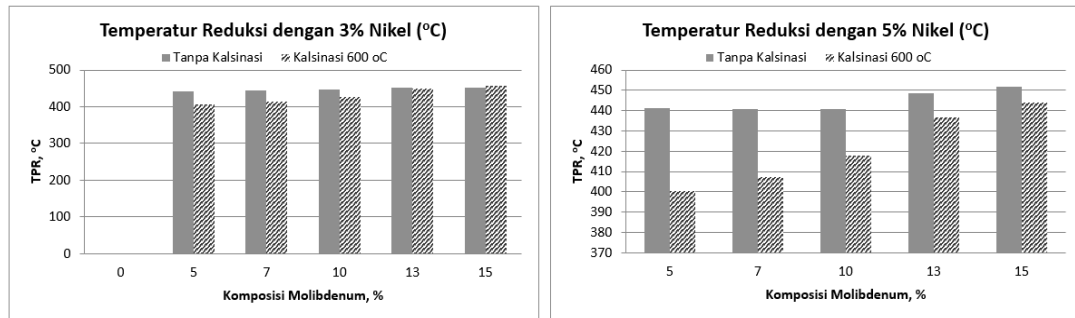 Temperatur Reduksi dengan 3% Nikel (ºC)
Tanpa Kalsinasi Kalsinasi 600 oC
500
400
300
200
100
0
TPR, ºC
0 5 7 10 13 15
Komposisi Molibdenum, %
Temperatur Reduksi dengan 5% Nikel (ºC)
Tanpa Kalsinasi Kalsinasi 600 oC
460
450
440
430
420
410
400
390
380
370
TPR, ºC
5 7 10 13 15
Komposisi Molibdenum, %